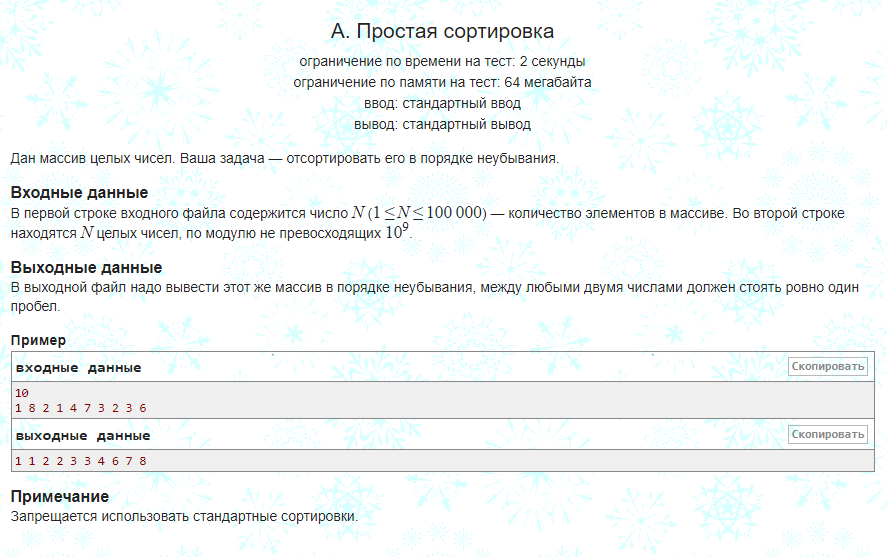 A. Простая сортировка
ограничение по времени на тест: 2 секунды
ограничение по памяти на тест: 64 мегабайта
ввод: стандартный ввод
вывод: стандартный вывод
Дан массив целых чисел. Ваша задача — отсортировать его в порядке неубывания.
Входные данные
В первой строке входного файла содержится число N (1 ≤ N ≤ 100 000) — количество элементов в массиве. Во второй строке
находятся N целых чисел, по модулю не превосходящих 10⁹.
Выходные данные
В выходной файл надо вывести этот же массив в порядке неубывания, между любыми двумя числами должен стоять ровно один
пробел.
Пример
входные данные Скопировать
10
1 8 2 1 4 7 3 2 3 6
выходные данные Скопировать
1 1 2 2 3 3 4 6 7 8
Примечание
Запрещается использовать стандартные сортировки.